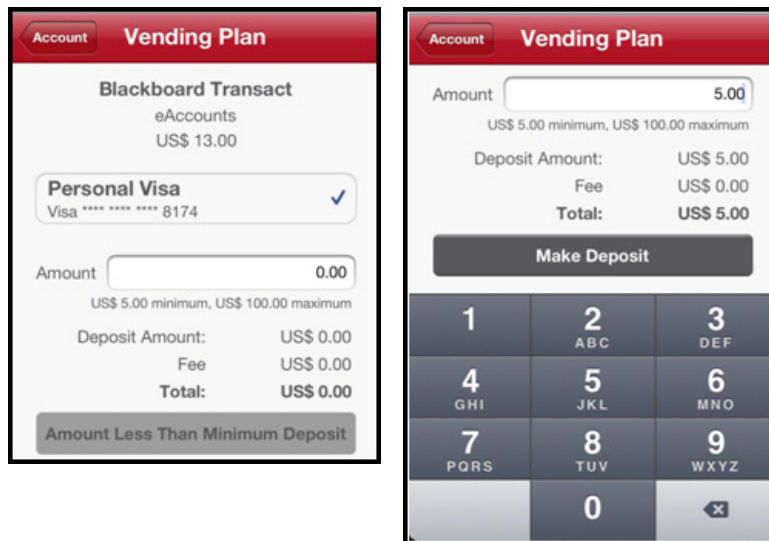 Account Vending Plan
Blackboard Transact
eAccounts
US$ 13.00
Personal Visa
Visa **** **** **** 8174
Amount 0.00
US$ 5.00 minimum, US$ 100.00 maximum
Deposit Amount: US$ 0.00
Fee US$ 0.00
Total: US$ 0.00
Amount Less Than Minimum Deposit
Account Vending Plan
Amount 5.00
US$ 5.00 minimum, US$ 100.00 maximum
Deposit Amount: US$ 5.00
Fee US$ 0.00
Total: US$ 5.00
Make Deposit
1 2 3
ABC DEF
4 5 6
GHI JKL MNO
7 8 9
PQRS TUV WXYZ
0